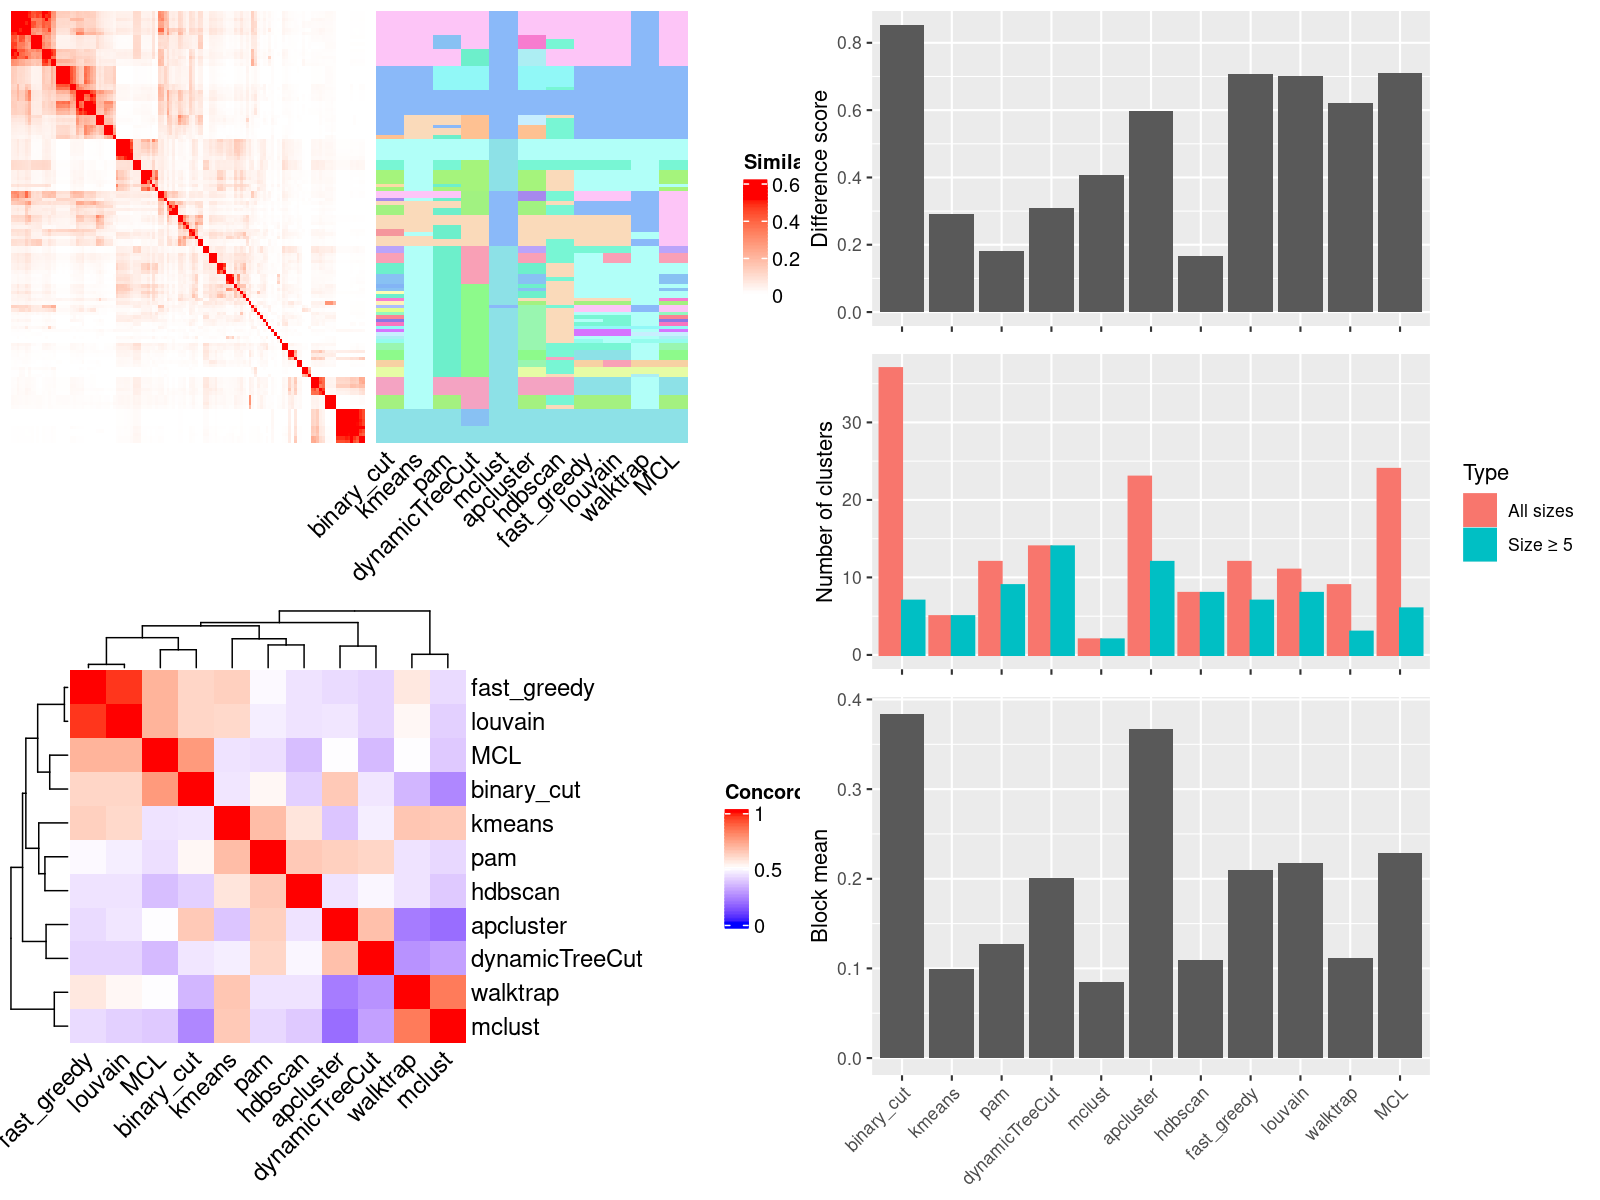 Simila
0.6
0.4
0.2
0
binary_cut
kmeans
pam
dynamicTreeCut
mclust
apcluster
hdbscan
fast_greedy
louvain
walktrap
MCL
fast_greedy
louvain
MCL
binary_cut
kmeans
pam
hdbscan
apcluster
dynamicTreeCut
walktrap
mclust
Concord
1
0.5
0
fast_greedy
louvain
MCL
binary_cut
kmeans
pam
hdbscan
apcluster
dynamicTreeCut
walktrap
mclust
Difference score
0.8
0.6
0.4
0.2
0.0
Number of clusters
30
20
10
0
Type
All sizes
Size ≥ 5
Block mean
0.4
0.3
0.2
0.1
0.0
binary_cut
kmeans
pam
dynamicTreeCut
mclust
apcluster
hdbscan
fast_greedy
louvain
walktrap
MCL